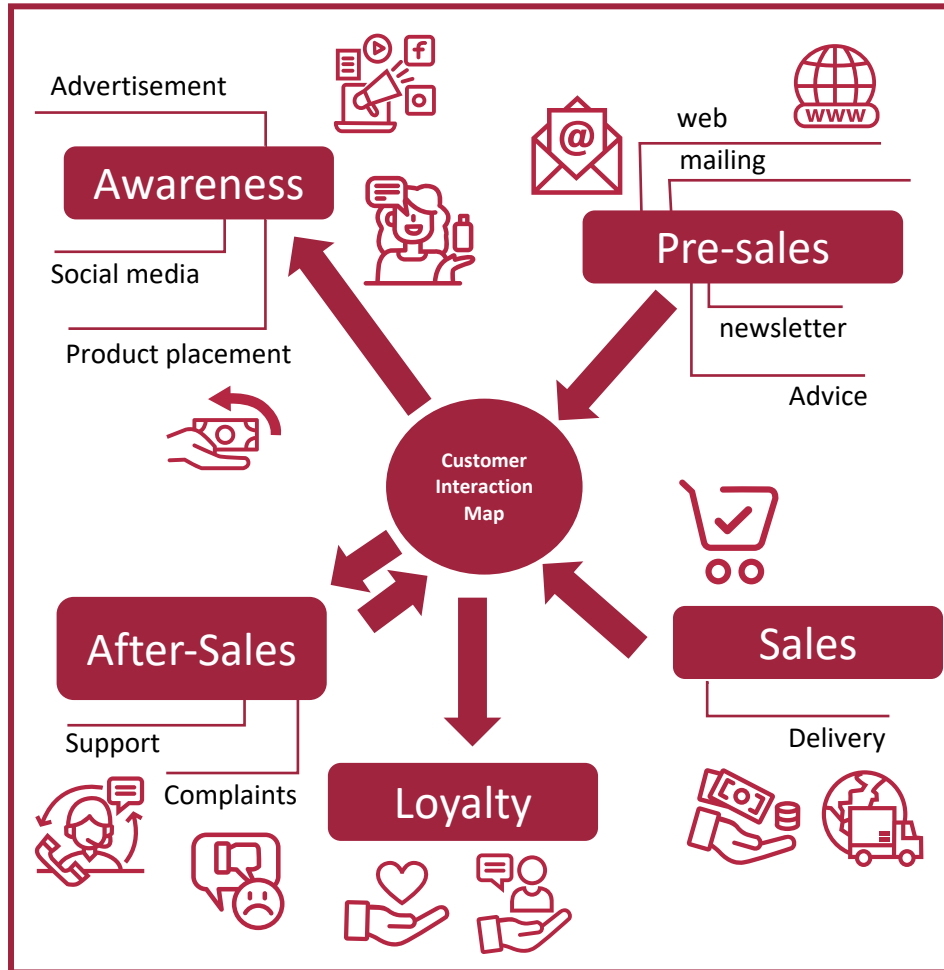 Advertisement
Awareness
Social media
Product placement
@
www
web
mailing
Pre-sales
newsletter
Advice
Customer
Interaction
Map
After-Sales
Support
Complaints
Loyalty
Sales
Delivery